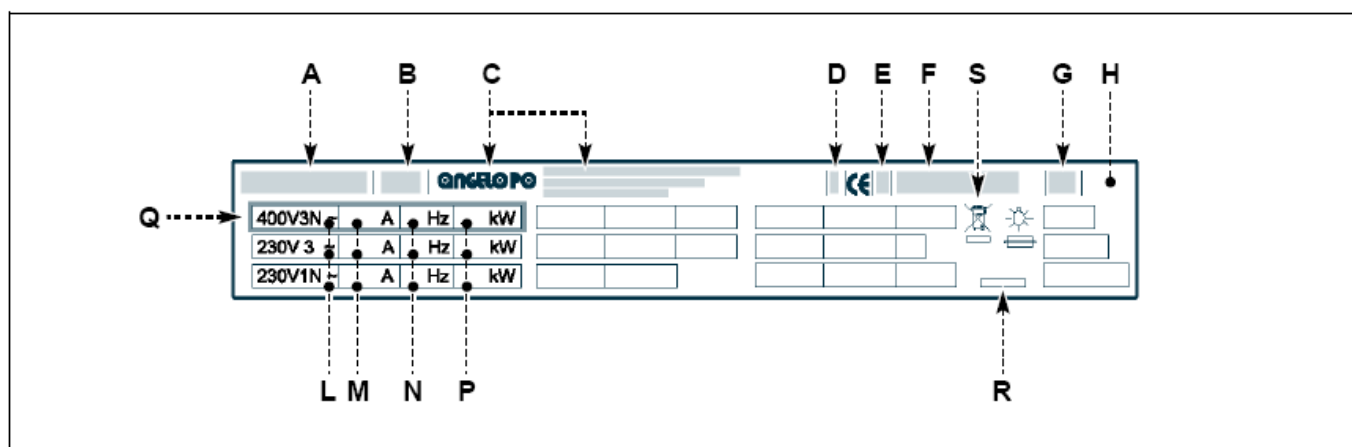 A B C D E F S G H
ANGELO PO CE
Q 400V3N ~ A Hz kW
230V 3 ~ A Hz kW
230V1N ~ A Hz kW
L M N P R